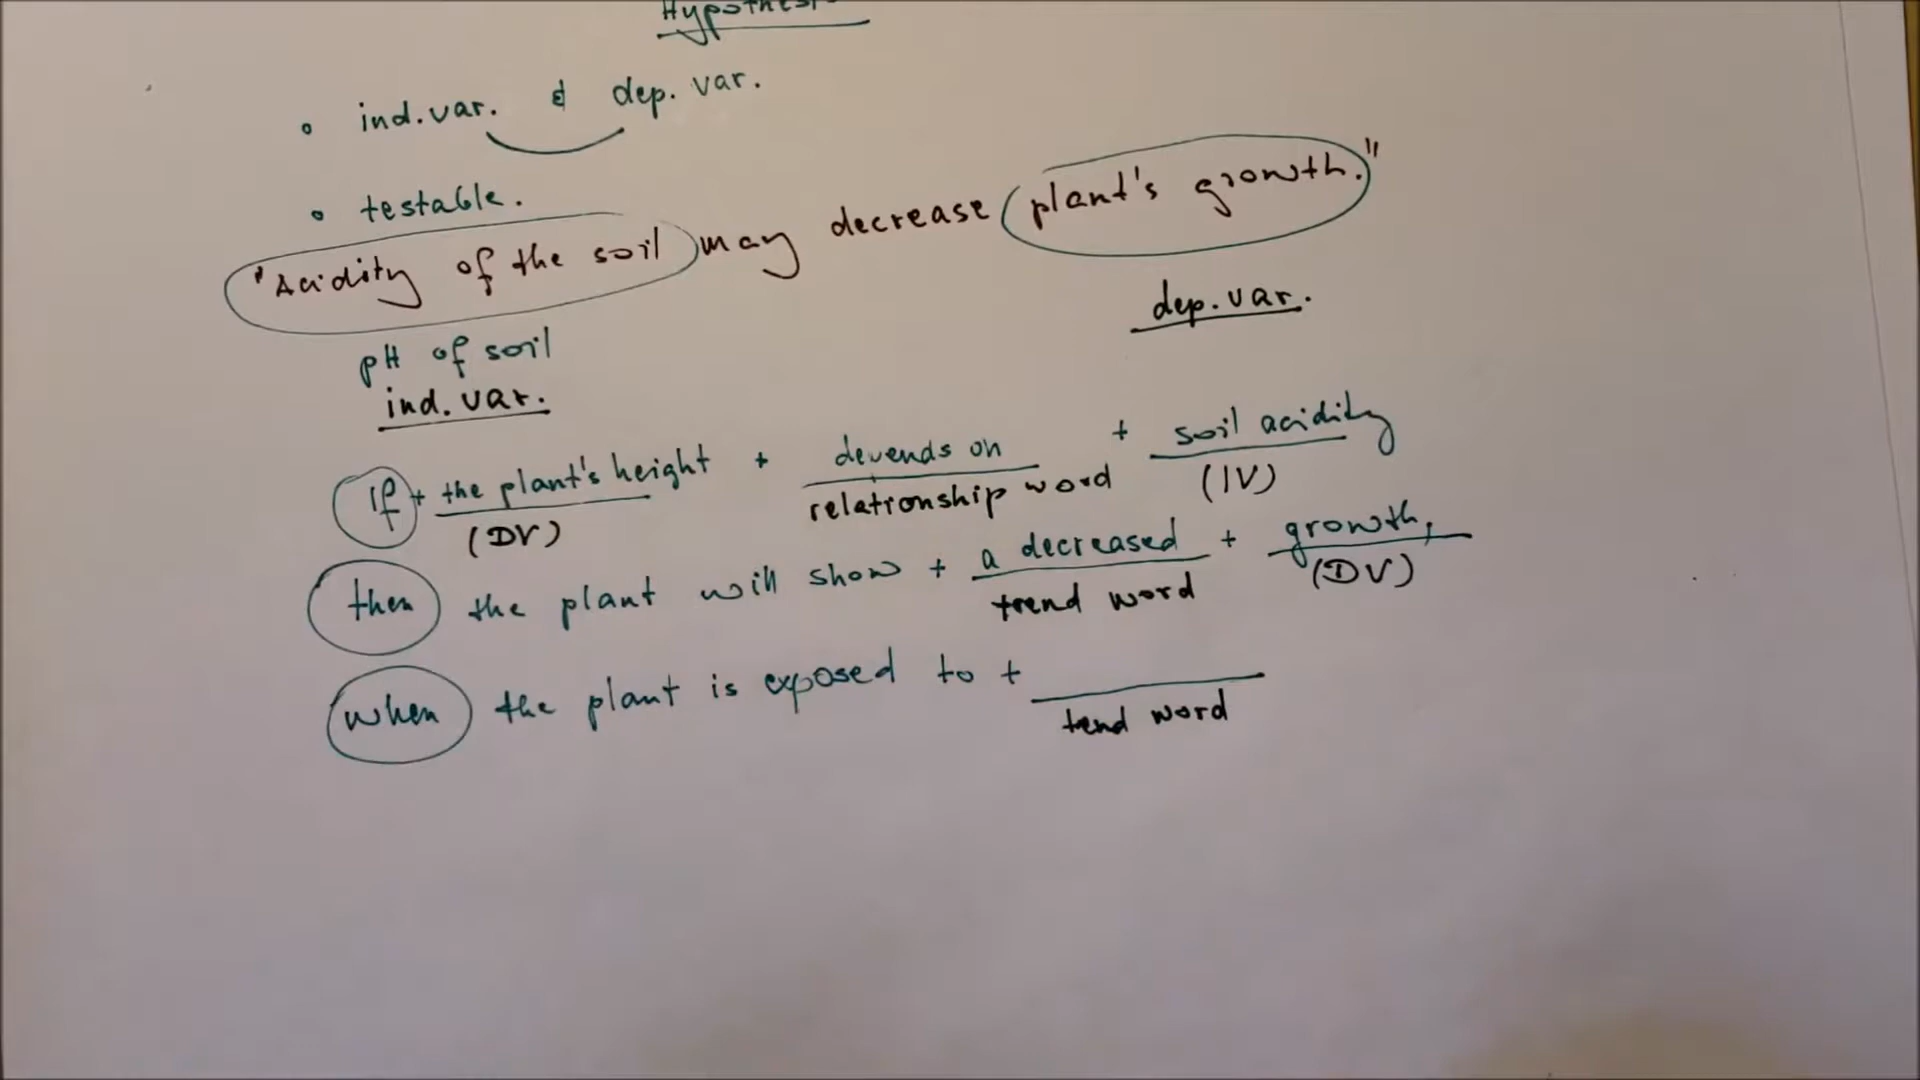 Hypothesi
• ind.var. & dep. var.
• testable.
"Acidity of the soil may decrease plant's growth."
pH of soil
ind.var.
dep.var.
If + the plant's height + depends on + soil acidity
(DV) relationship word (IV)
then the plant will show + a decreased + growth,
trend word (DV)
when the plant is exposed to +
tend word